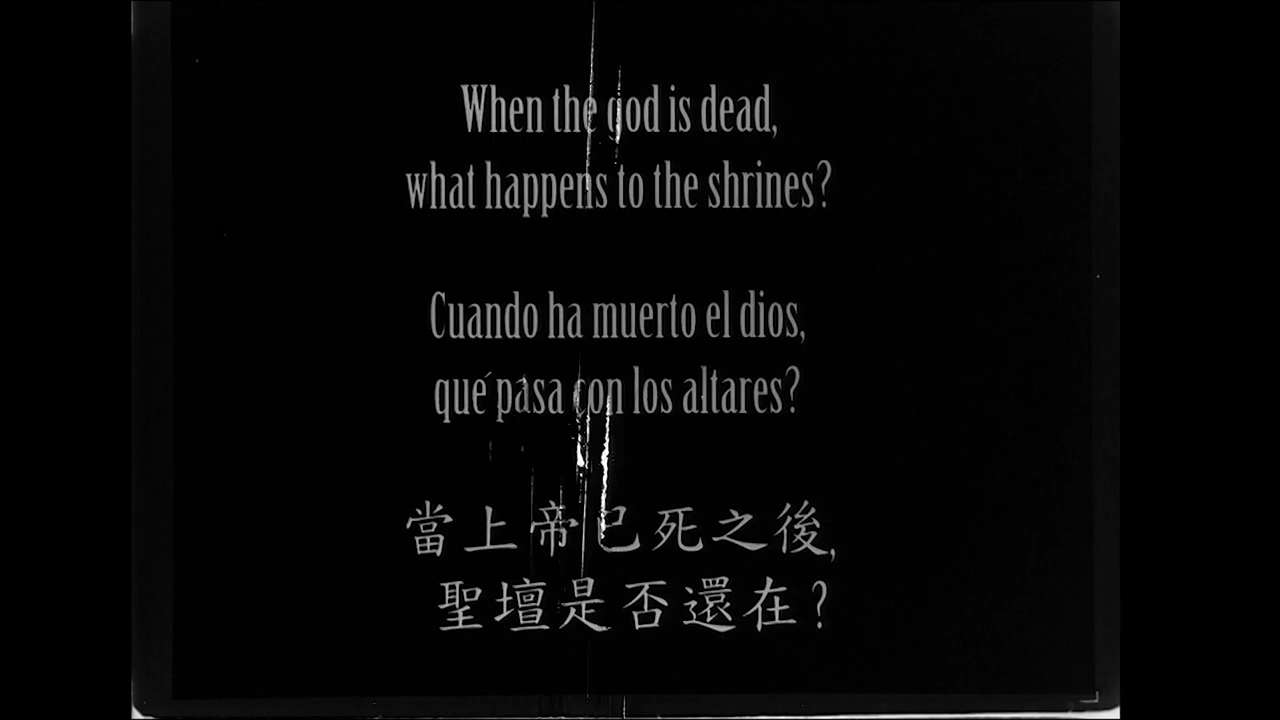 When the god is dead,
what happens to the shrines?
Cuando ha muerto el dios,
qué pasa con los altares?
當上帝已死之後,
聖壇是否還在?